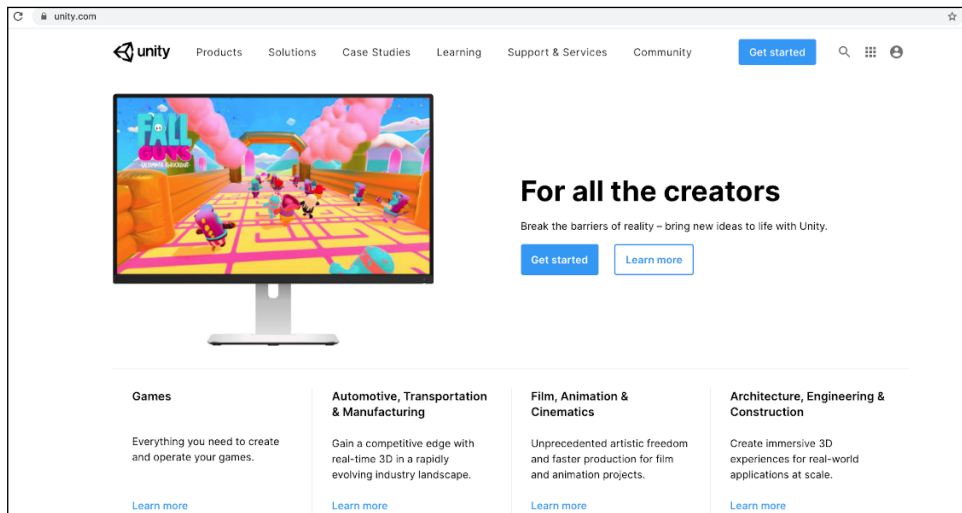 unity.com
unity Products Solutions Case Studies Learning Support & Services Community Get started
FALL
GUYS
ULTIMATE KNOCKOUT
For all the creators
Break the barriers of reality – bring new ideas to life with Unity.
Get started Learn more
Games
Everything you need to create
and operate your games.
Learn more
Automotive, Transportation
& Manufacturing
Gain a competitive edge with
real-time 3D in a rapidly
evolving industry landscape.
Learn more
Film, Animation &
Cinematics
Unprecedented artistic freedom
and faster production for film
and animation projects.
Learn more
Architecture, Engineering &
Construction
Create immersive 3D
experiences for real-world
applications at scale.
Learn more